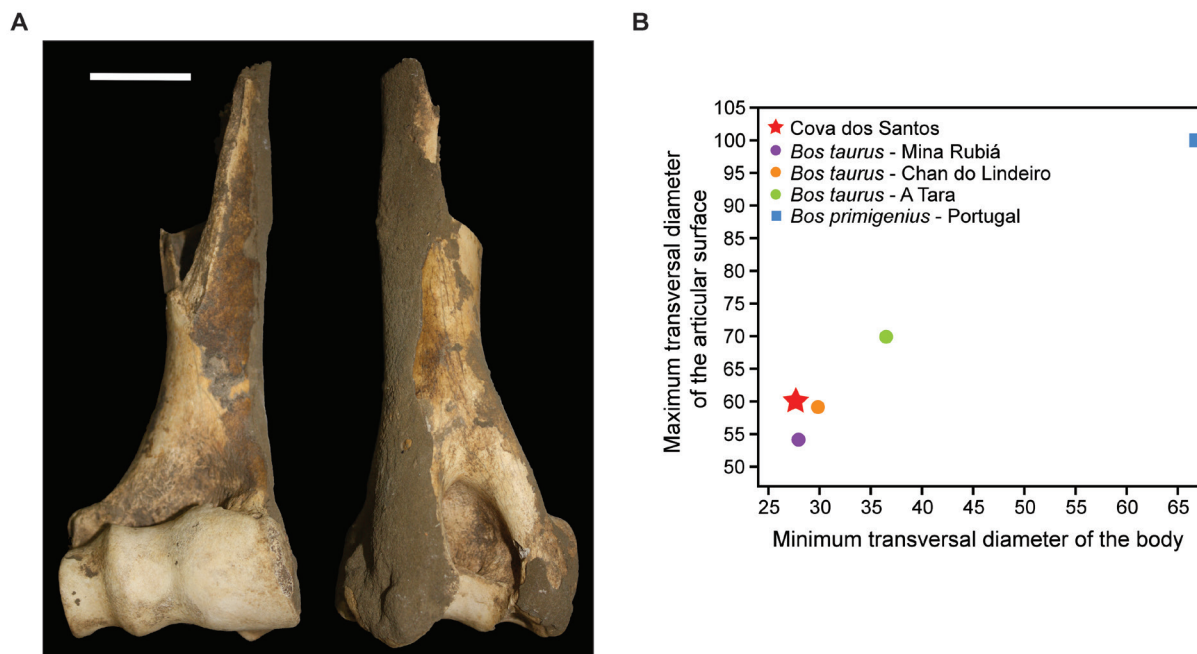 A
B
Maximum transversal diameter
of the articular surface
105
100
95
90
85
80
75
70
65
60
55
50
Cova dos Santos
Bos taurus - Mina Rubiá
Bos taurus - Chan do Lindeiro
Bos taurus - A Tara
Bos primigenius - Portugal
25 30 35 40 45 50 55 60 65
Minimum transversal diameter of the body